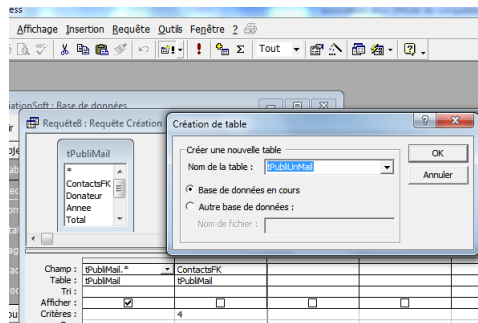 ess
Affichage Insertion Requête Outils Fenêtre ?
Tout
iationSoft : Base de données
Requête8 : Requête Création
Création de table
tPubliMail
*
ContactsFK
Donateur
Annee
Total
Créer une nouvelle table
Nom de la table : tPubliUnMail
Base de données en cours
Autre base de données :
Nom de fichier :
OK
Annuler
Champ : tPubliMail.* ContactsFK
Table : tPubliMail tPubliMail
Tri :
Afficher :
Critères : 4